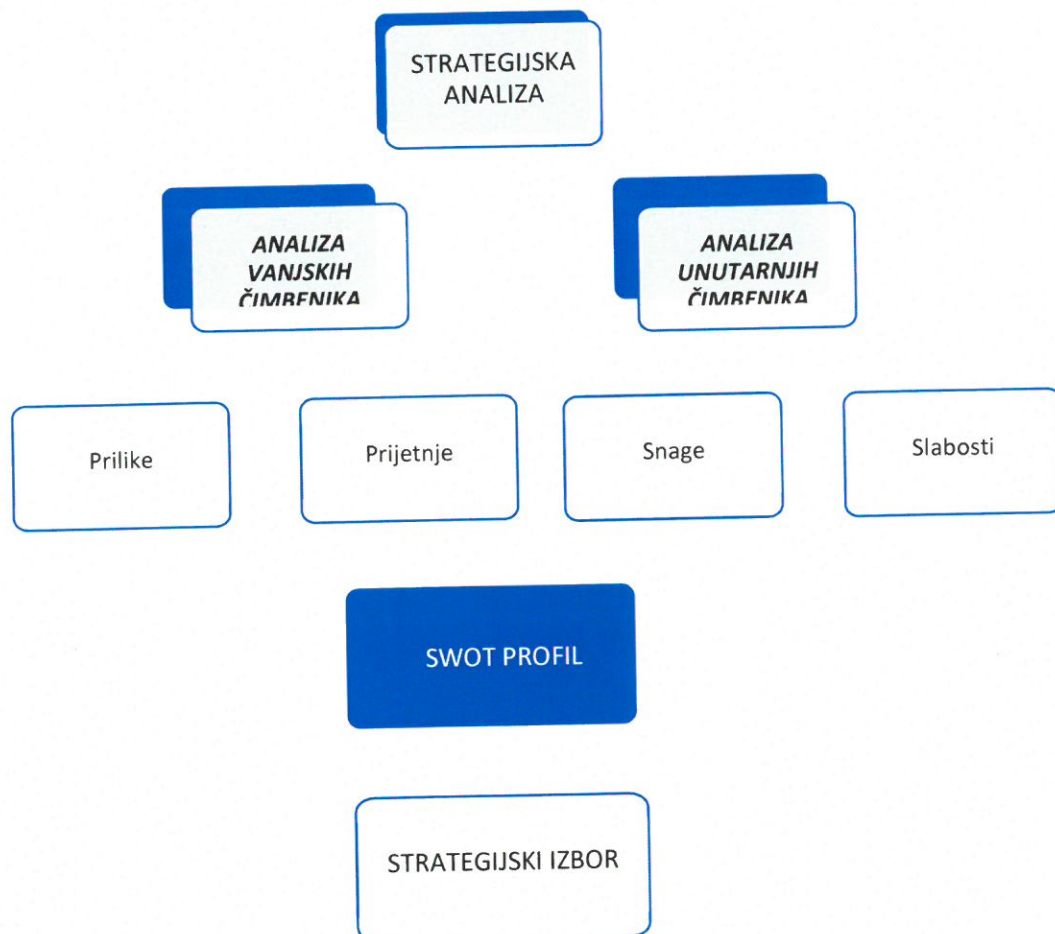 STRATEGIJSKA
ANALIZA
ANALIZA
VANJSKIH
ČIMBENIKA
ANALIZA
UNUTARNJIH
ČIMBENIKA
Prilike
Prijetnje
Snage
Slabosti
SWOT PROFIL
STRATEGIJSKI IZBOR